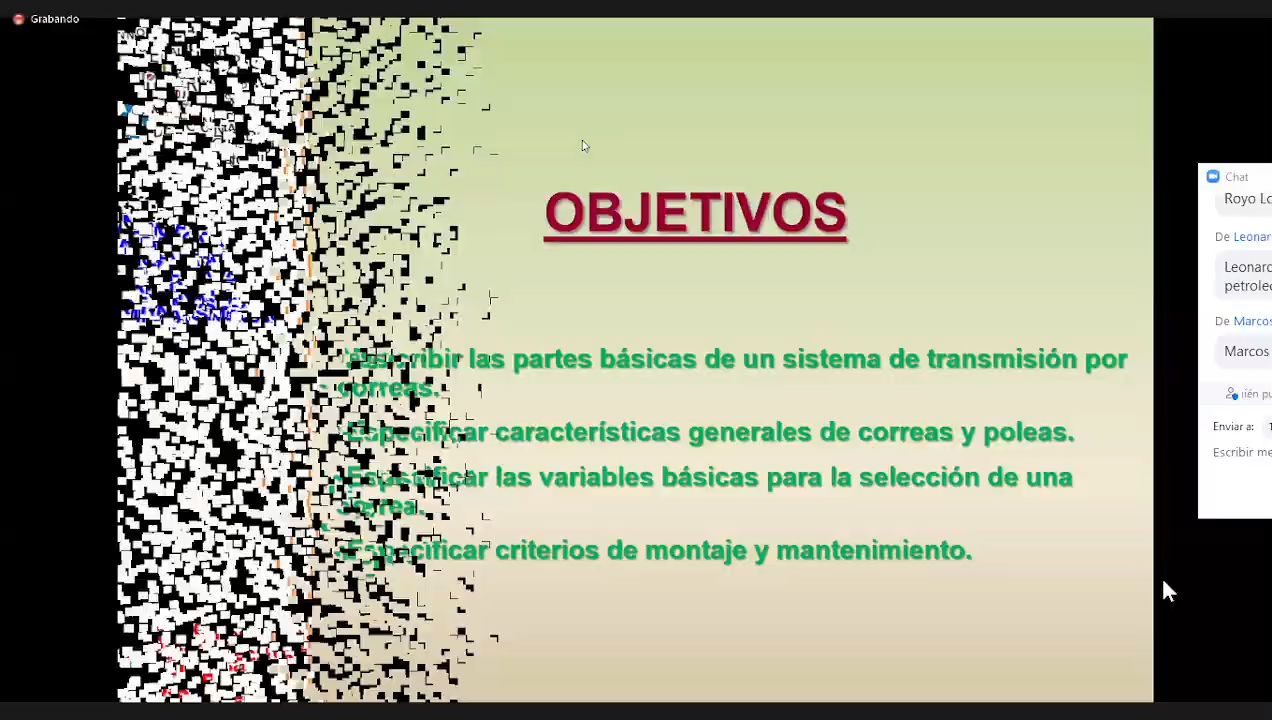 Grabando
OBJETIVOS
las partes básicas de un sistema de transmisión por
correas.
Especificar características generales de correas y poleas.
Especificar las variables básicas para la selección de una
correa.
Especificar criterios de montaje y mantenimiento.
Chat
Royo Lo
De Leonar
Leonard
petrole
De Marcos
Marcos
Enviar a:
Escribir me